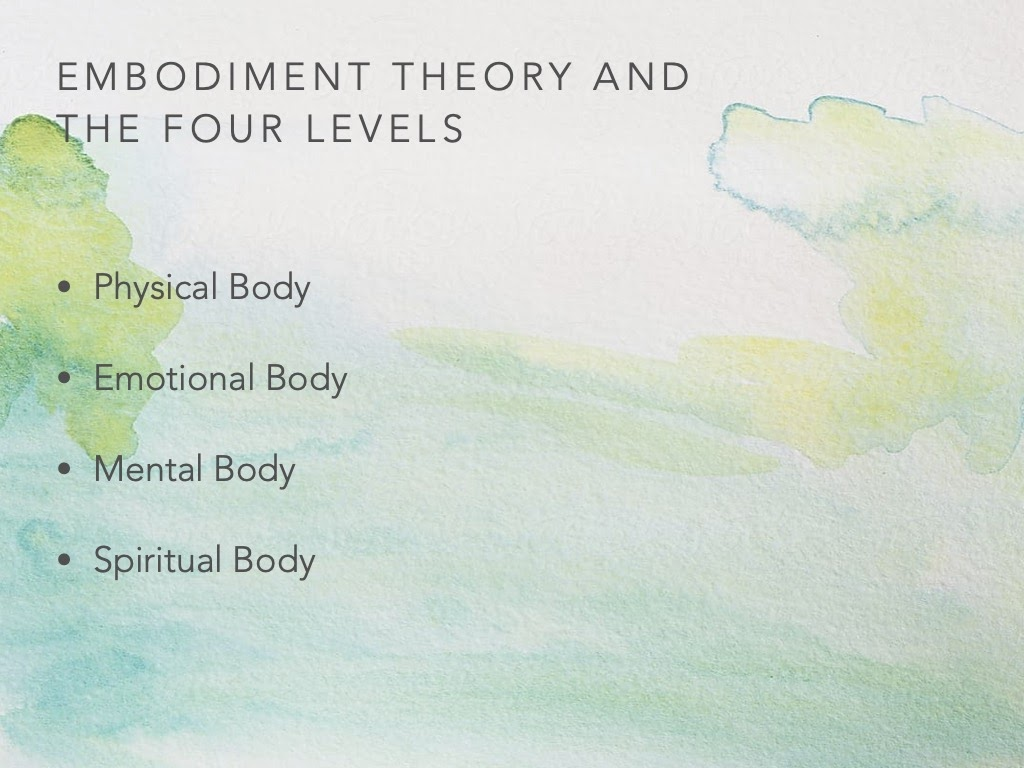 EMBODIMENT THEORY AND
THE FOUR LEVELS
• Physical Body
• Emotional Body
• Mental Body
• Spiritual Body